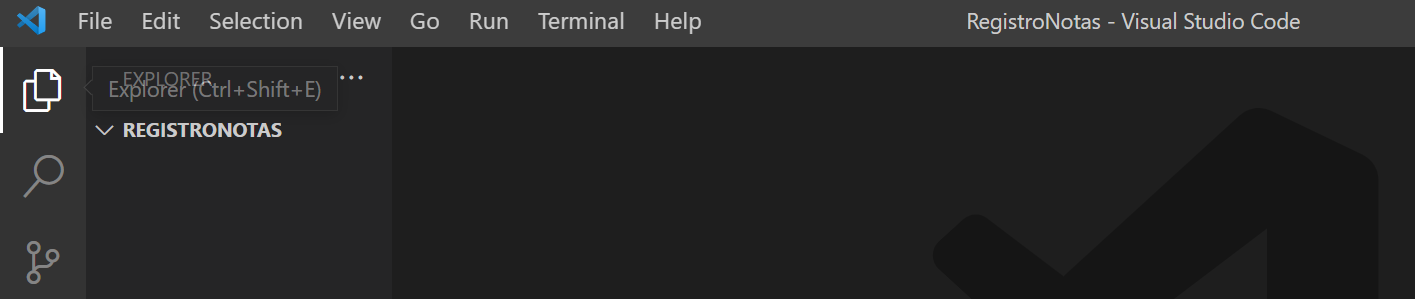 File Edit Selection View Go Run Terminal Help RegistroNotas - Visual Studio Code
EXPLORER ...
Explorer (Ctrl+Shift+E)
REGISTRONOTAS